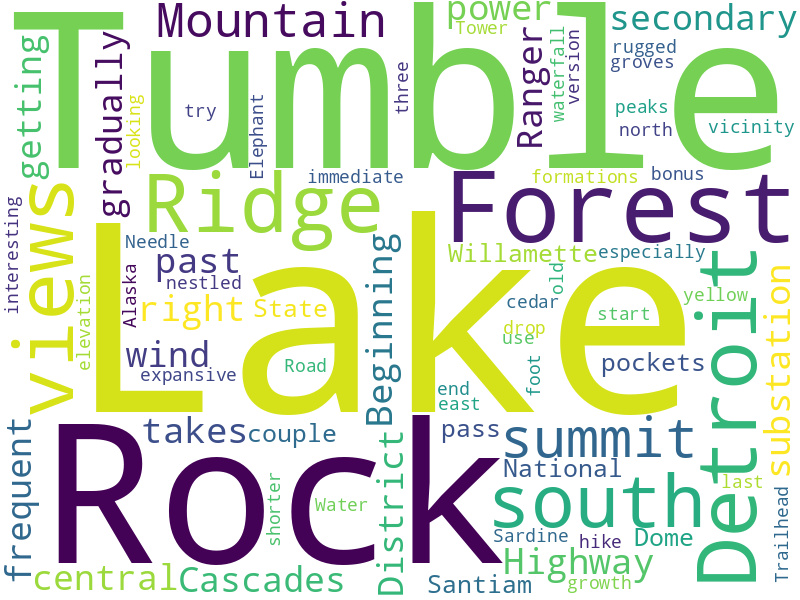 Tumble
Mountain
power
Tower
secondary
rugged
groves
getting
gradually
looking
try
Elephant
three
Ranger
waterfall
version
peaks
north
vicinity
immediate
formations
bonus
Ridge
Forest
interesting
views
elevation
Needle
Alaska
past
nestled
right
State
wind
expansive
Road
Lake
Beginning
Willamette
especially
cedar
old
yellow
drop
use
start
foot
pockets
end
east
Detroit
substation
Rock
frequent
takes
couple
pass
summit
National
south
last
District
shorter
Water
Sardine
hike
Dome
Highway
Trailhead
central
Cascades
Santiam
growth